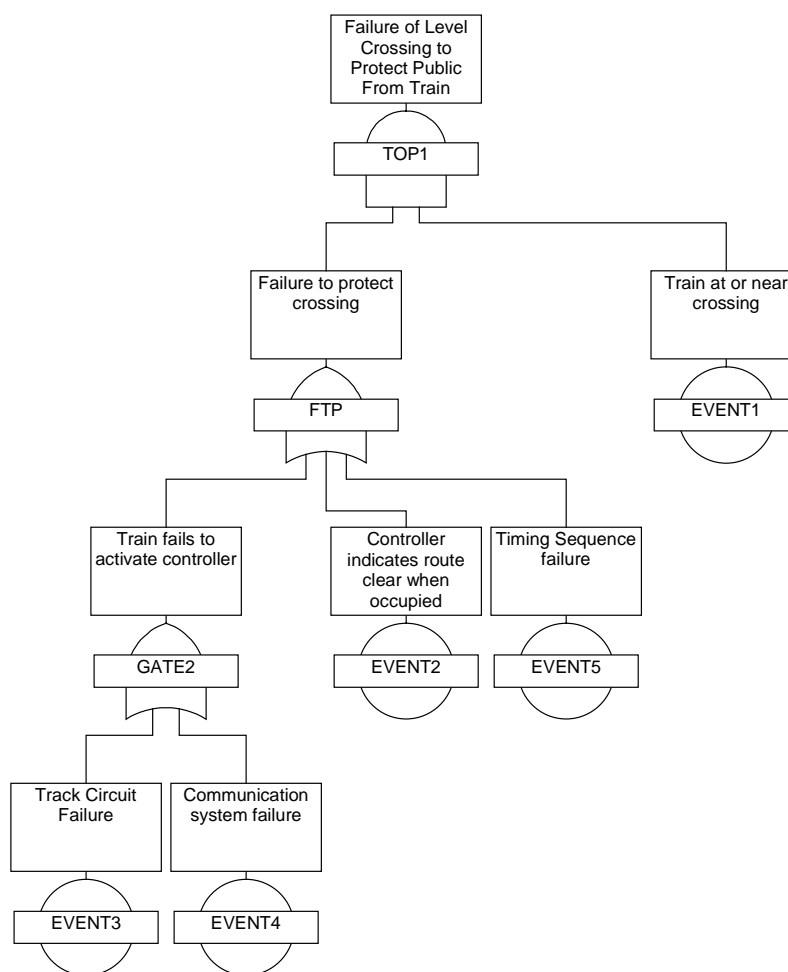 Failure of Level
Crossing to
Protect Public
From Train
TOP1
Failure to protect
crossing
FTP
Train at or near
crossing
EVENT1
Train fails to
activate controller
GATE2
Controller
indicates route
clear when
occupied
EVENT2
Timing Sequence
failure
EVENT5
Track Circuit
Failure
EVENT3
Communication
system failure
EVENT4